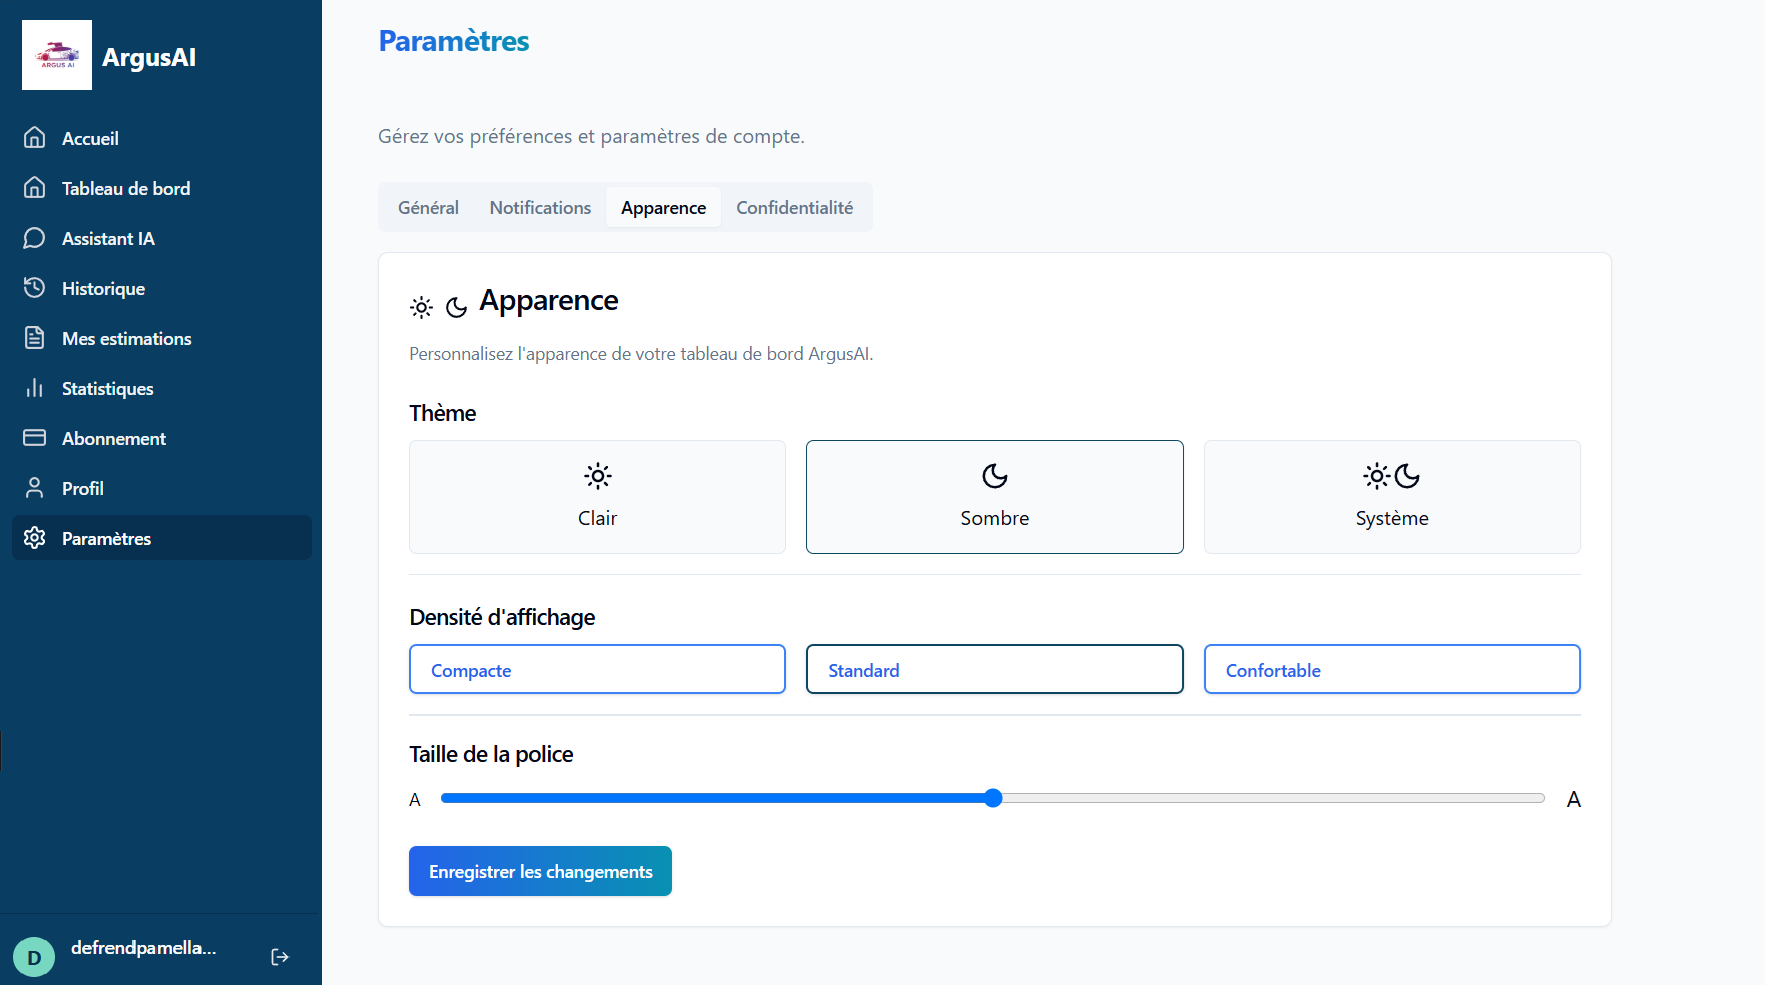 ARGUS AI
ArgusAI
Accueil
Tableau de bord
Assistant IA
Historique
Mes estimations
Statistiques
Abonnement
Profil
Paramètres
D
defrendpamella...
Paramètres
Gérez vos préférences et paramètres de compte.
Général Notifications Apparence Confidentialité
Apparence
Personnalisez l'apparence de votre tableau de bord ArgusAI.
Thème
Clair Sombre Système
Densité d'affichage
Compacte Standard Confortable
Taille de la police
A A
Enregistrer les changements